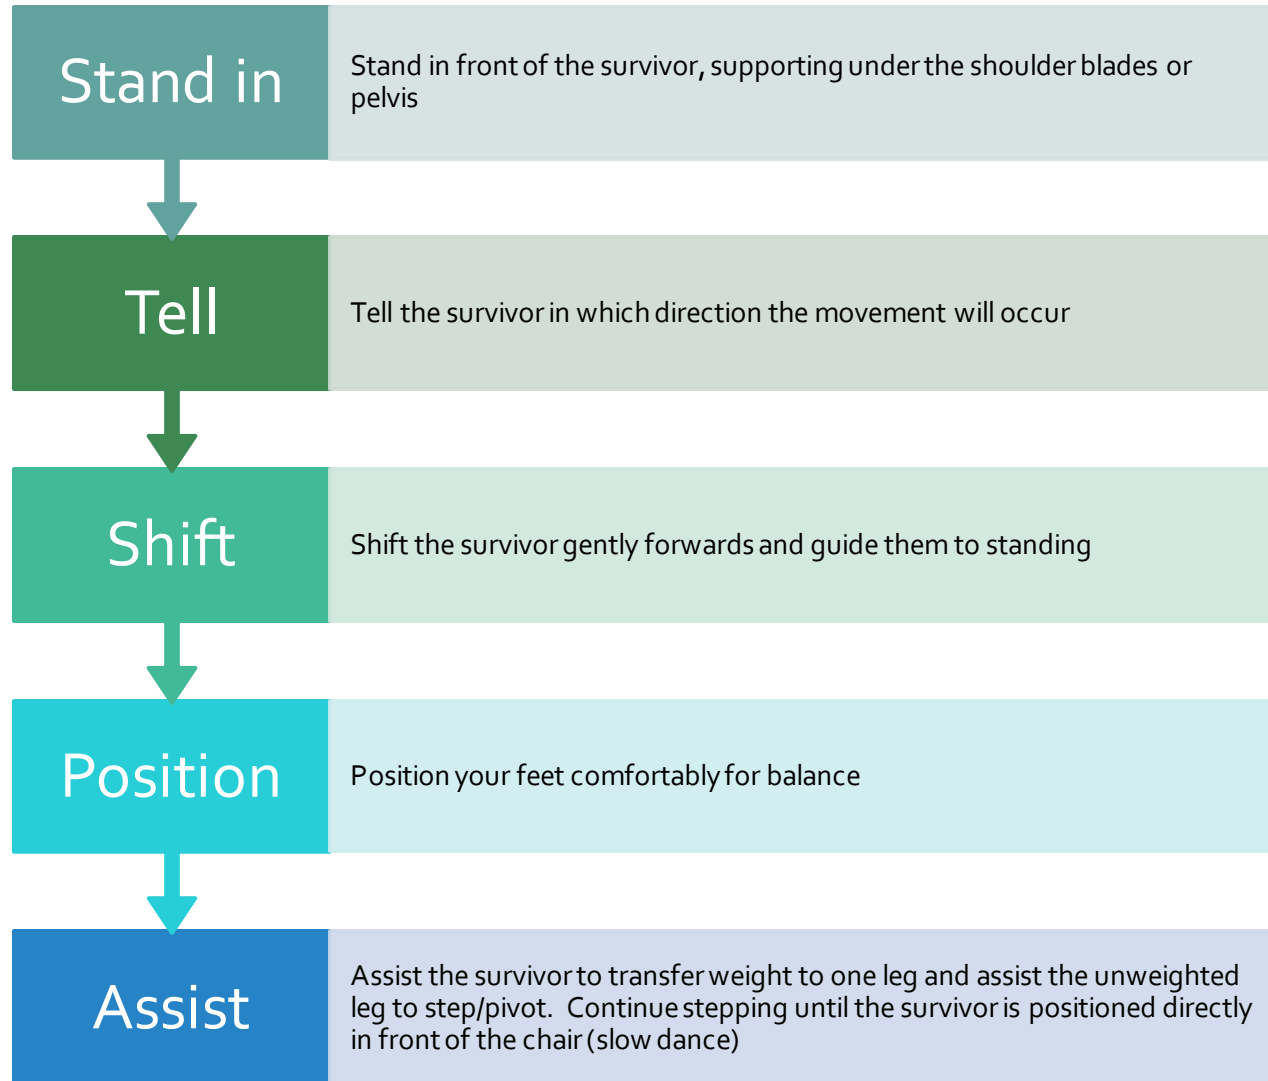 Stand in
Stand in front of the survivor, supporting under the shoulder blades or
pelvis
Tell
Tell the survivor in which direction the movement will occur
Shift
Shift the survivor gently forwards and guide them to standing
Position
Position your feet comfortably for balance
Assist
Assist the survivor to transfer weight to one leg and assist the unweighted
leg to step/pivot.  Continue stepping until the survivor is positioned directly
in front of the chair (slow dance)